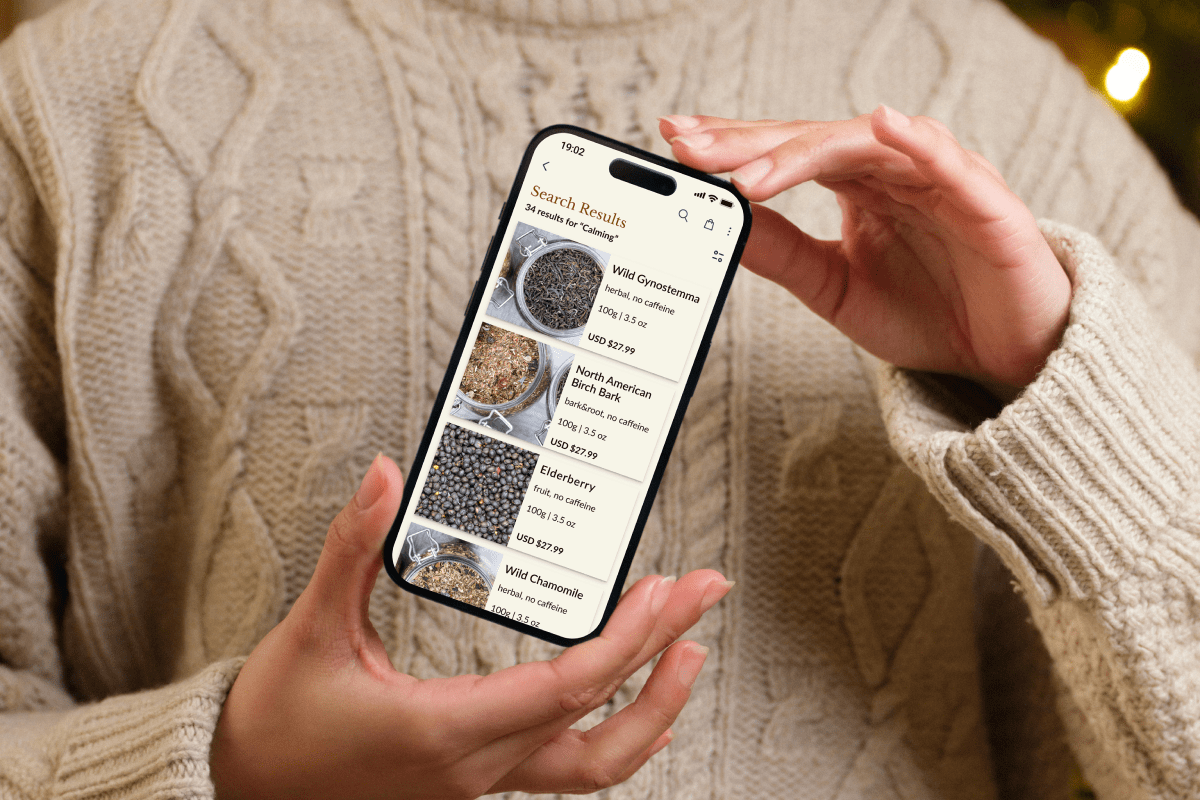 19:02
Search Results
34 results for "Calming"
Wild Gynostemma
herbal, no caffeine
100g | 3.5 oz
USD $27.99
North American
Birch Bark
bark&root, no caffeine
100g | 3.5 oz
USD $27.99
Elderberry
fruit, no caffeine
100g | 3.5 oz
USD $27.99
Wild Chamomile
herbal, no caffeine
100g | 3.5 oz